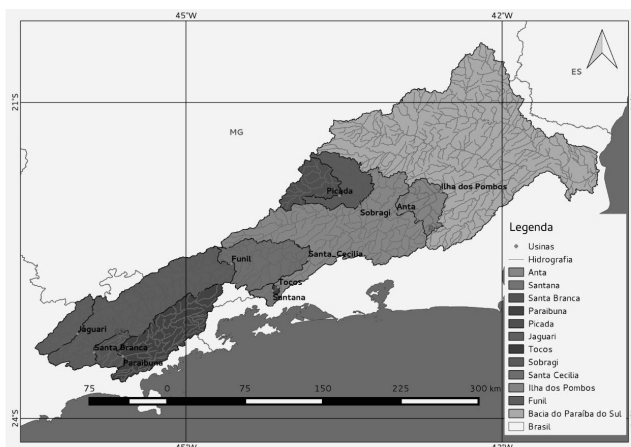 45°W
42°W
21°S
ES
MG
Picada
Ilha dos Pombos
Anta
Sobragi
Legenda
Usinas
Hidrografia
Anta
Santana
Santa Branca
Paraibuna
Picada
Jaguari
Tocos
Sobragi
Santa Cecilia
Ilha dos Pombos
Funil
Bacia do Paraíba do Sul
Brasil
Funil
Santa_Cecilia
Tocos
Santana
Jaguari
Santa_Branca
Paraibuna
75 0 75 150 225 300 km
24°S
45°W
42°W